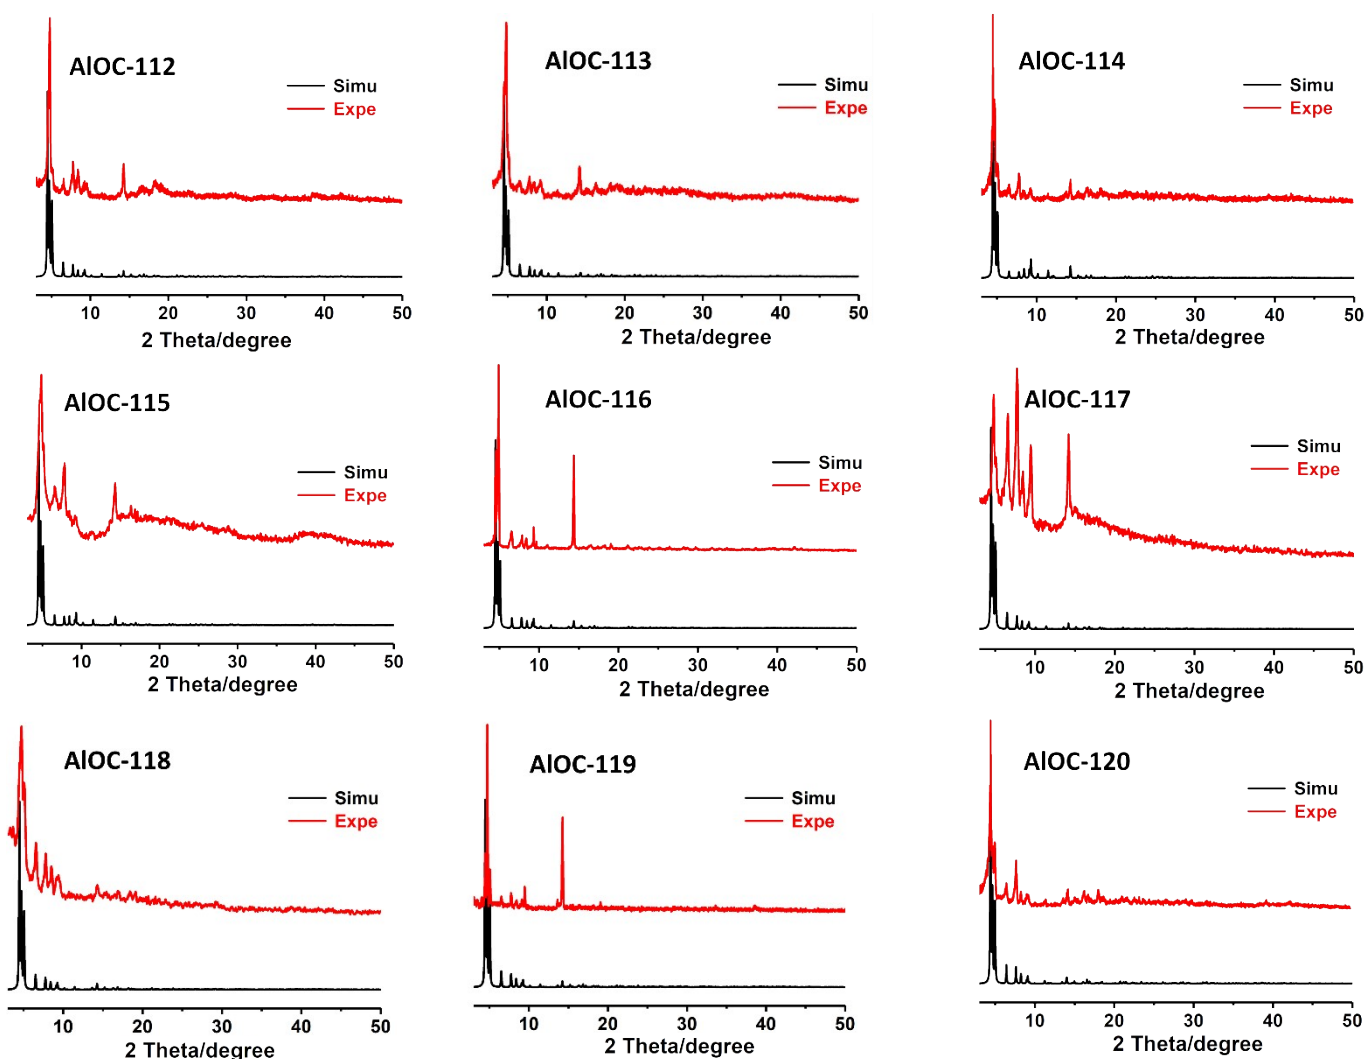 AlOC-112
Simu
Expe
10 20 30 40 50
2 Theta/degree
AlOC-113
Simu
Expe
10 20 30 40 50
2 Theta/degree
AlOC-114
Simu
Expe
10 20 30 40 50
2 Theta/degree
AlOC-115
Simu
Expe
10 20 30 40 50
2 Theta/degree
AlOC-116
Simu
Expe
10 20 30 40 50
2 Theta/degree
AlOC-117
Simu
Expe
10 20 30 40 50
2 Theta/degree
AlOC-118
Simu
Expe
10 20 30 40 50
2 Theta/degree
AlOC-119
Simu
Expe
10 20 30 40 50
2 Theta/degree
AlOC-120
Simu
Expe
10 20 30 40 50
2 Theta/degree